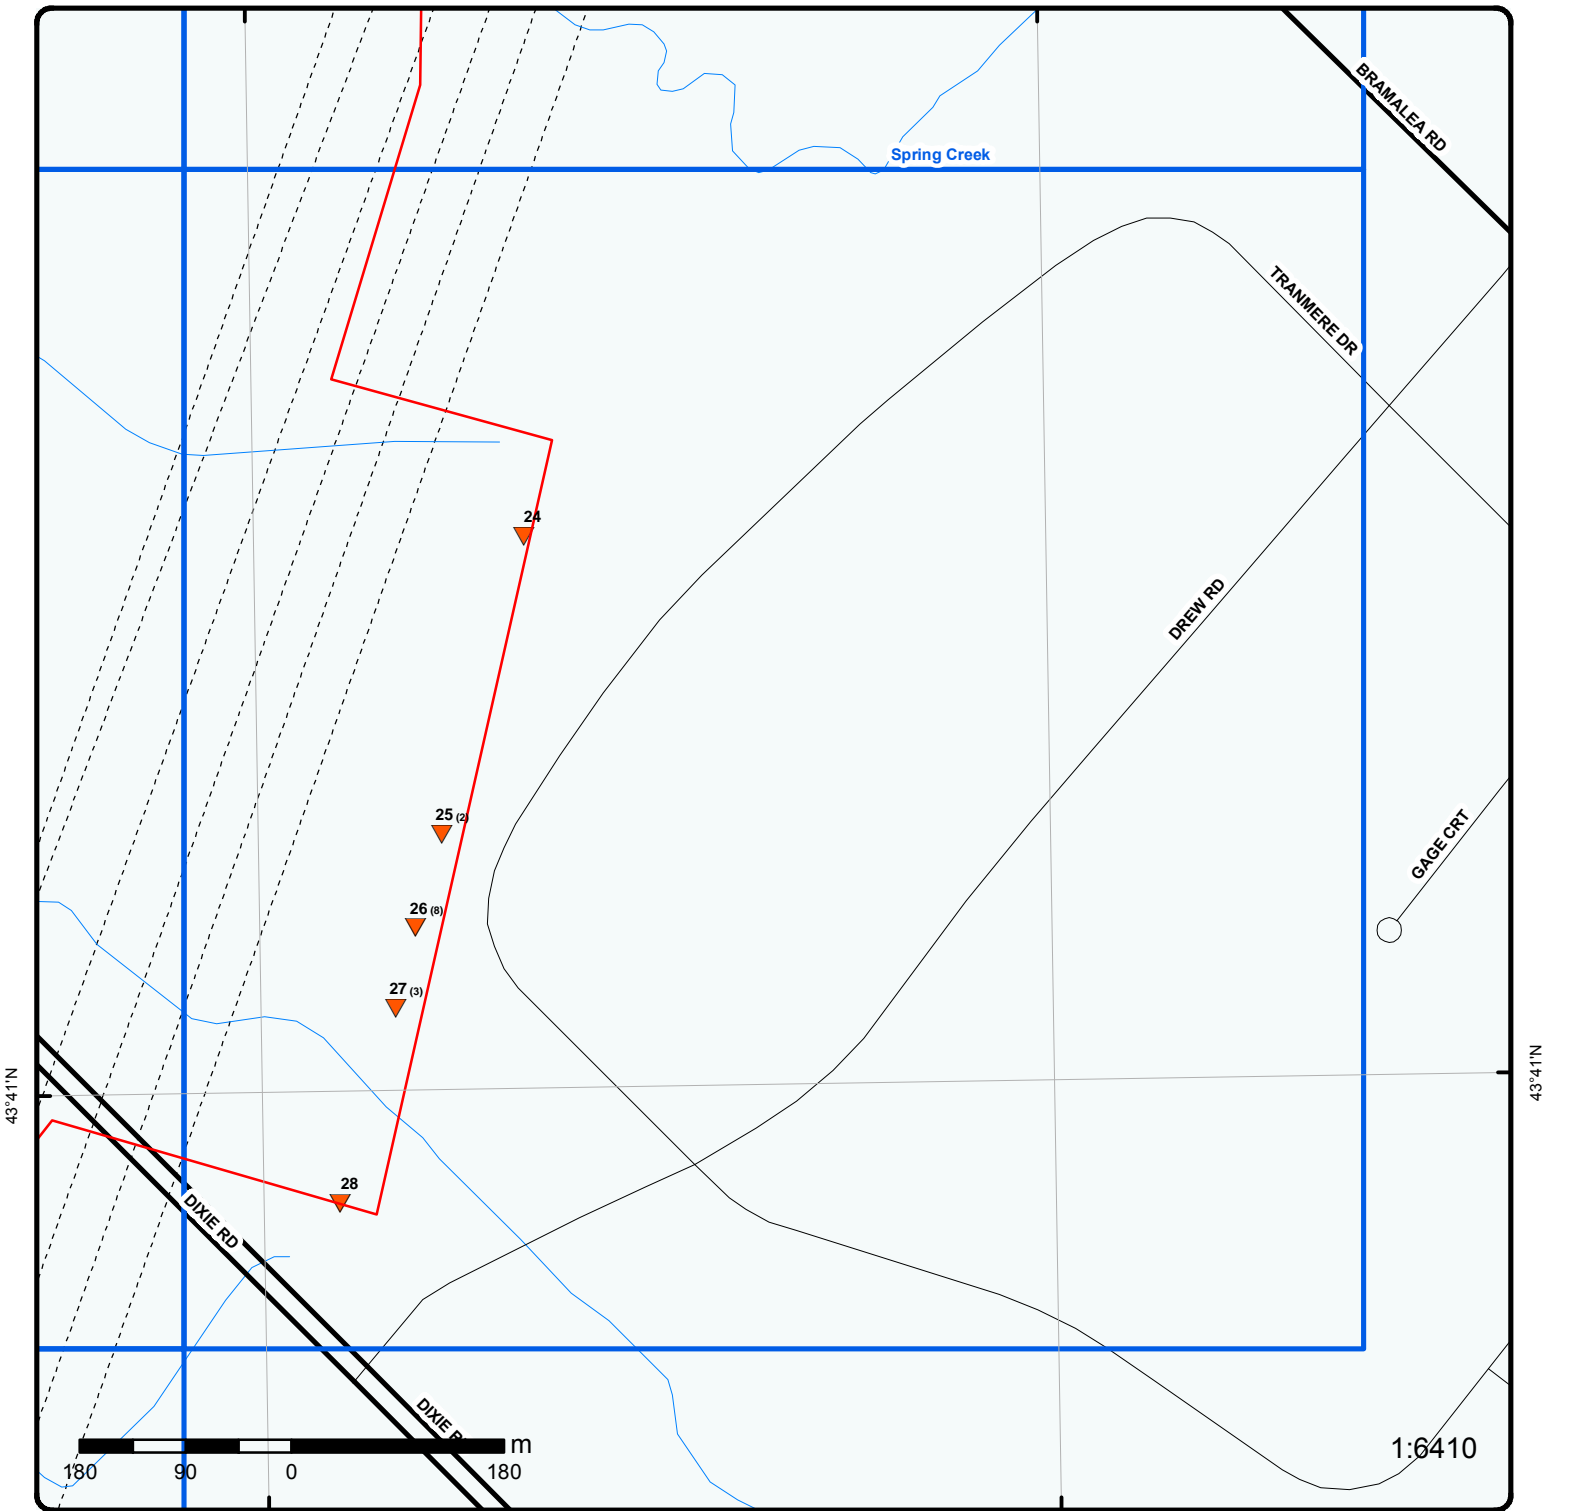 BRAMALEA RD
Spring Creek
TRANMERE DR
24
DREW RD
25 (2)
GAGE CRT
26 (8)
27 (3)
43°41'N
43°41'N
28
DIXIE RD
DIXIE R
m
1:6410
180 90 0 180